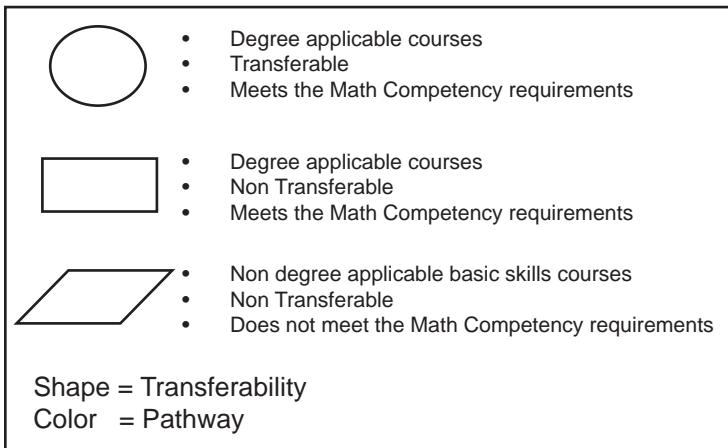 • Degree applicable courses
• Transferable
• Meets the Math Competency requirements
• Degree applicable courses
• Non Transferable
• Meets the Math Competency requirements
• Non degree applicable basic skills courses
• Non Transferable
• Does not meet the Math Competency requirements
Shape = Transferability
Color = Pathway